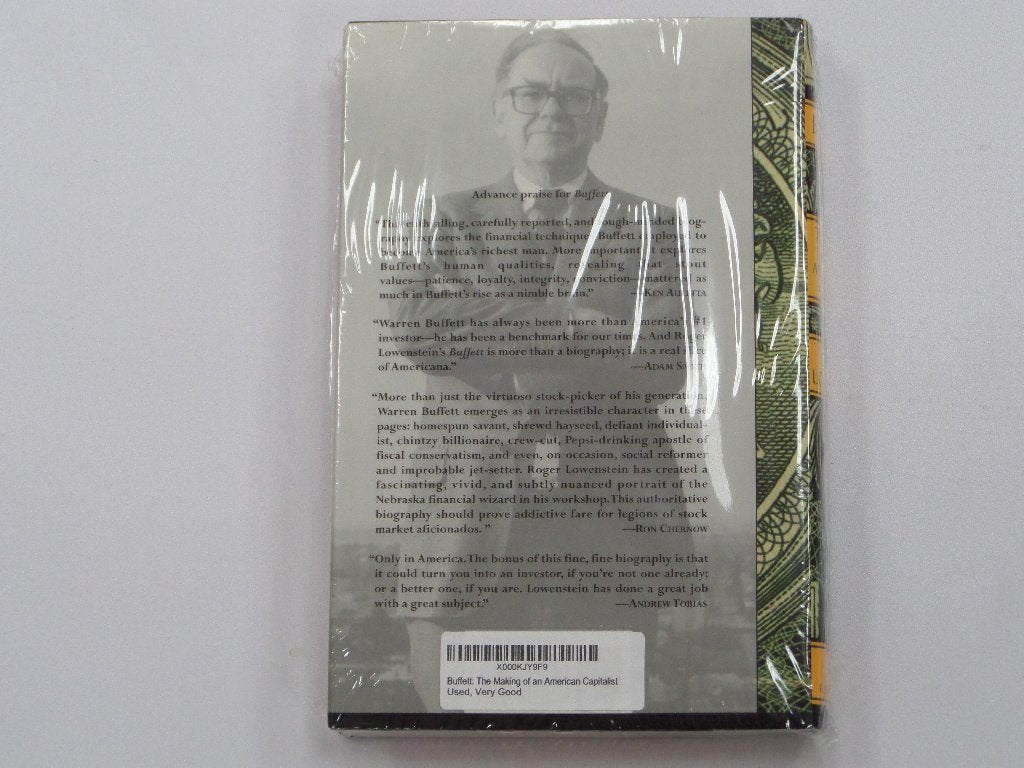 Advance praise for Buffett
"This enthralling, carefully reported, and tough-minded biog-
raphy explores the financial techniques Buffett employed to
become America's richest man. More important it explores
Buffett's human qualities, revealing that stout
values—patience, loyalty, integrity, conviction—mattered as
much in Buffett's rise as a nimble brain." —KEN AULETTA
"Warren Buffett has always been more than America's #1
investor—he has been a benchmark for our times. And Roger
Lowenstein's Buffett is more than a biography; it is a real slice
of Americana." —ADAM SMITH
"More than just the virtuoso stock-picker of his generation,
Warren Buffett emerges as an irresistible character in these
pages: homespun savant, shrewd hayseed, defiant individual-
ist, chintzy billionaire, crew-cut, Pepsi-drinking apostle of
fiscal conservatism, and even, on occasion, social reformer
and improbable jet-setter. Roger Lowenstein has created a
fascinating, vivid, and subtly nuanced portrait of the
Nebraska financial wizard in his workshop. This authoritative
biography should prove addictive fare for legions of stock
market aficionados." —RON CHERNOW
"Only in America. The bonus of this fine, fine biography is that
it could turn you into an investor, if you're not one already;
or a better one, if you are. Lowenstein has done a great job
with a great subject." —ANDREW TOBIAS
X000KJY9F9
Buffett: The Making of an American Capitalist
Used, Very Good